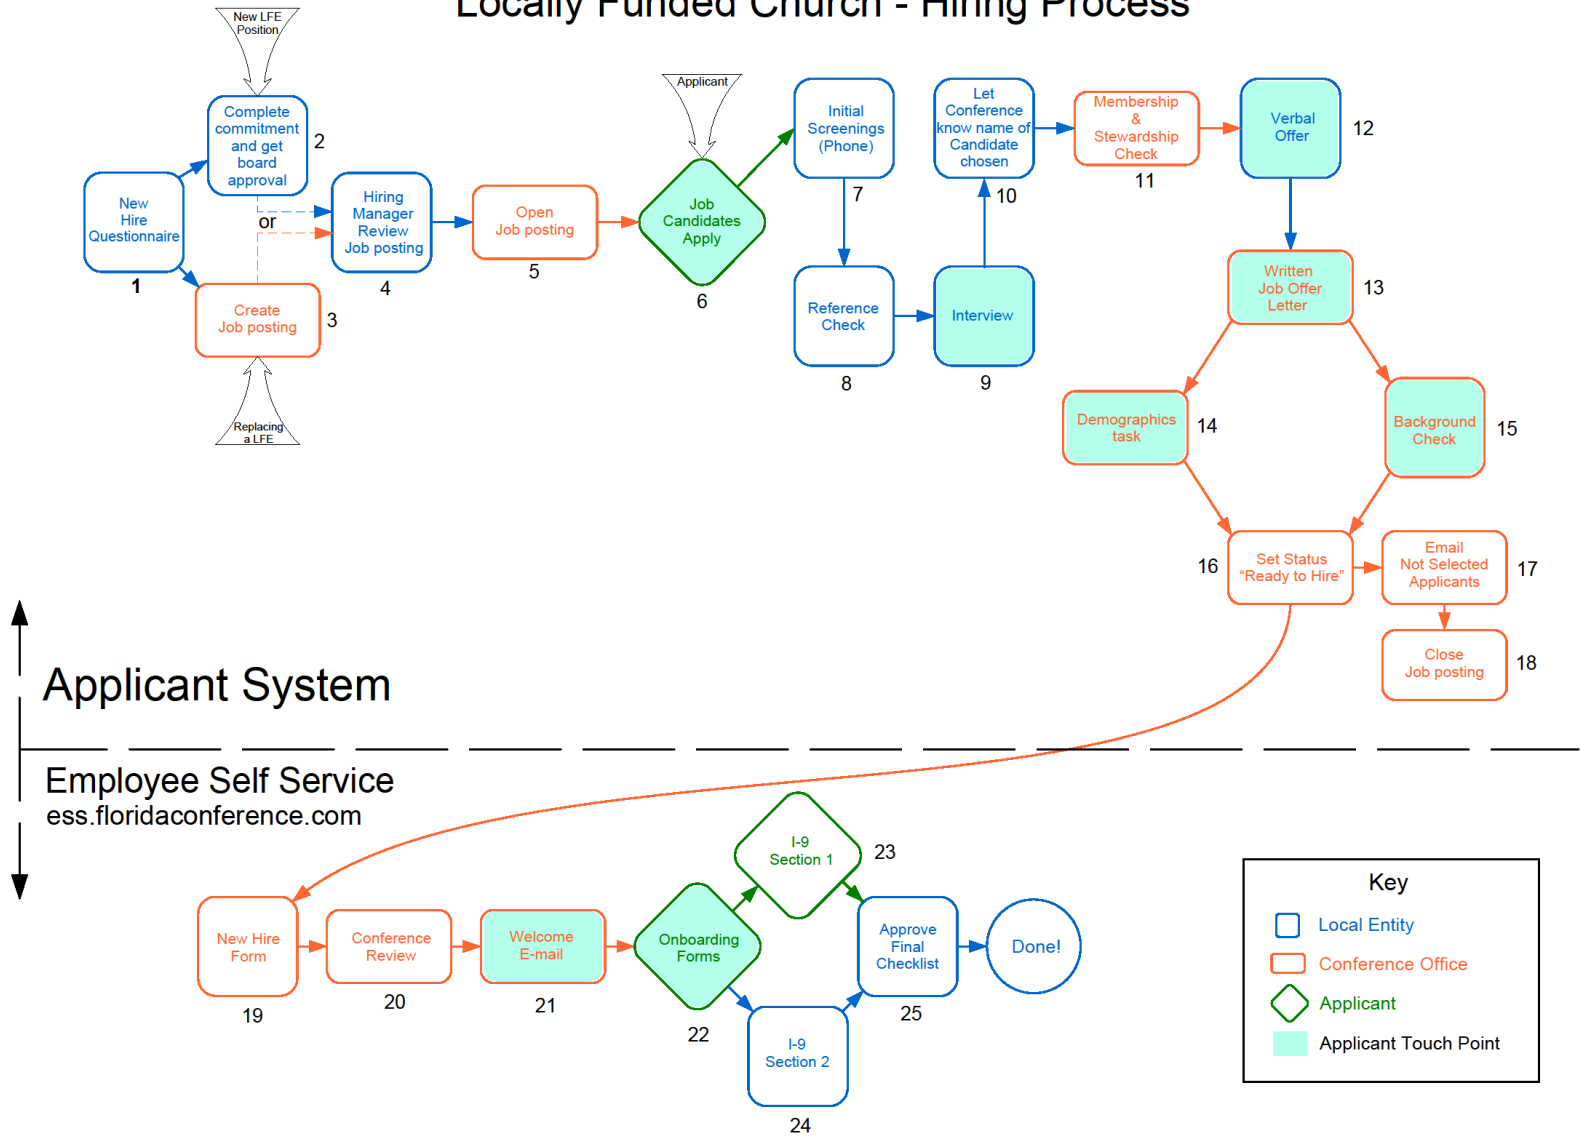 Locally Funded Church - Hiring Process
New LFE
Position
Complete
commitment
and get
board
approval
2
New
Hire
Questionnaire
1
or
Create
Job posting
3
Replacing
a LFE
Hiring
Manager
Review
Job posting
4
Open
Job posting
5
Applicant
Job
Candidates
Apply
6
Initial
Screenings
(Phone)
7
Reference
Check
8
Interview
9
Let
Conference
know name of
Candidate
chosen
10
Membership
&
Stewardship
Check
11
Verbal
Offer
12
Written
Job Offer
Letter
13
Demographics
task
14
Background
Check
15
Set Status
“Ready to Hire”
16
Email
Not Selected
Applicants
17
Close
Job posting
18
Applicant System
Employee Self Service
ess.floridaconference.com
New Hire
Form
19
Conference
Review
20
Welcome
E-mail
21
Onboarding
Forms
22
I-9
Section 1
23
I-9
Section 2
24
Approve
Final
Checklist
25
Done!
Key
Local Entity
Conference Office
Applicant
Applicant Touch Point